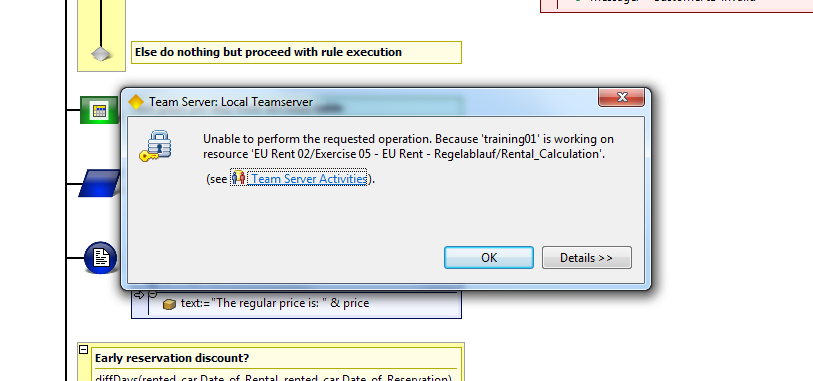 Else do nothing but proceed with rule execution
Team Server: Local Teamserver
Unable to perform the requested operation. Because 'training01' is working on
resource 'EU Rent 02/Exercise 05 - EU Rent - Regelablauf/Rental_Calculation'.
(see Team Server Activities).
OK
Details >>
text:="The regular price is: " & price
Early reservation discount?
diffDays(rented_car.Date_of_Rental, rented_car.Date_of_Reservation)